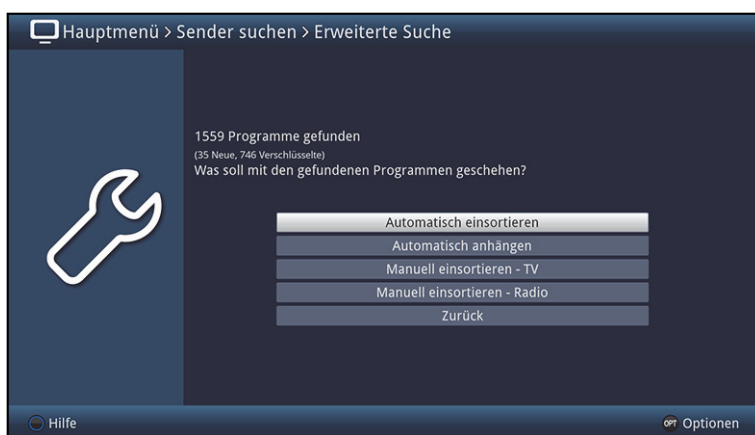 Hauptmenü > Sender suchen > Erweiterte Suche
1559 Programme gefunden
(35 Neue, 746 Verschlüsselte)
Was soll mit den gefundenen Programmen geschehen?
Automatisch einsortieren
Automatisch anhängen
Manuell einsortieren - TV
Manuell einsortieren - Radio
Zurück
Hilfe
OPT Optionen